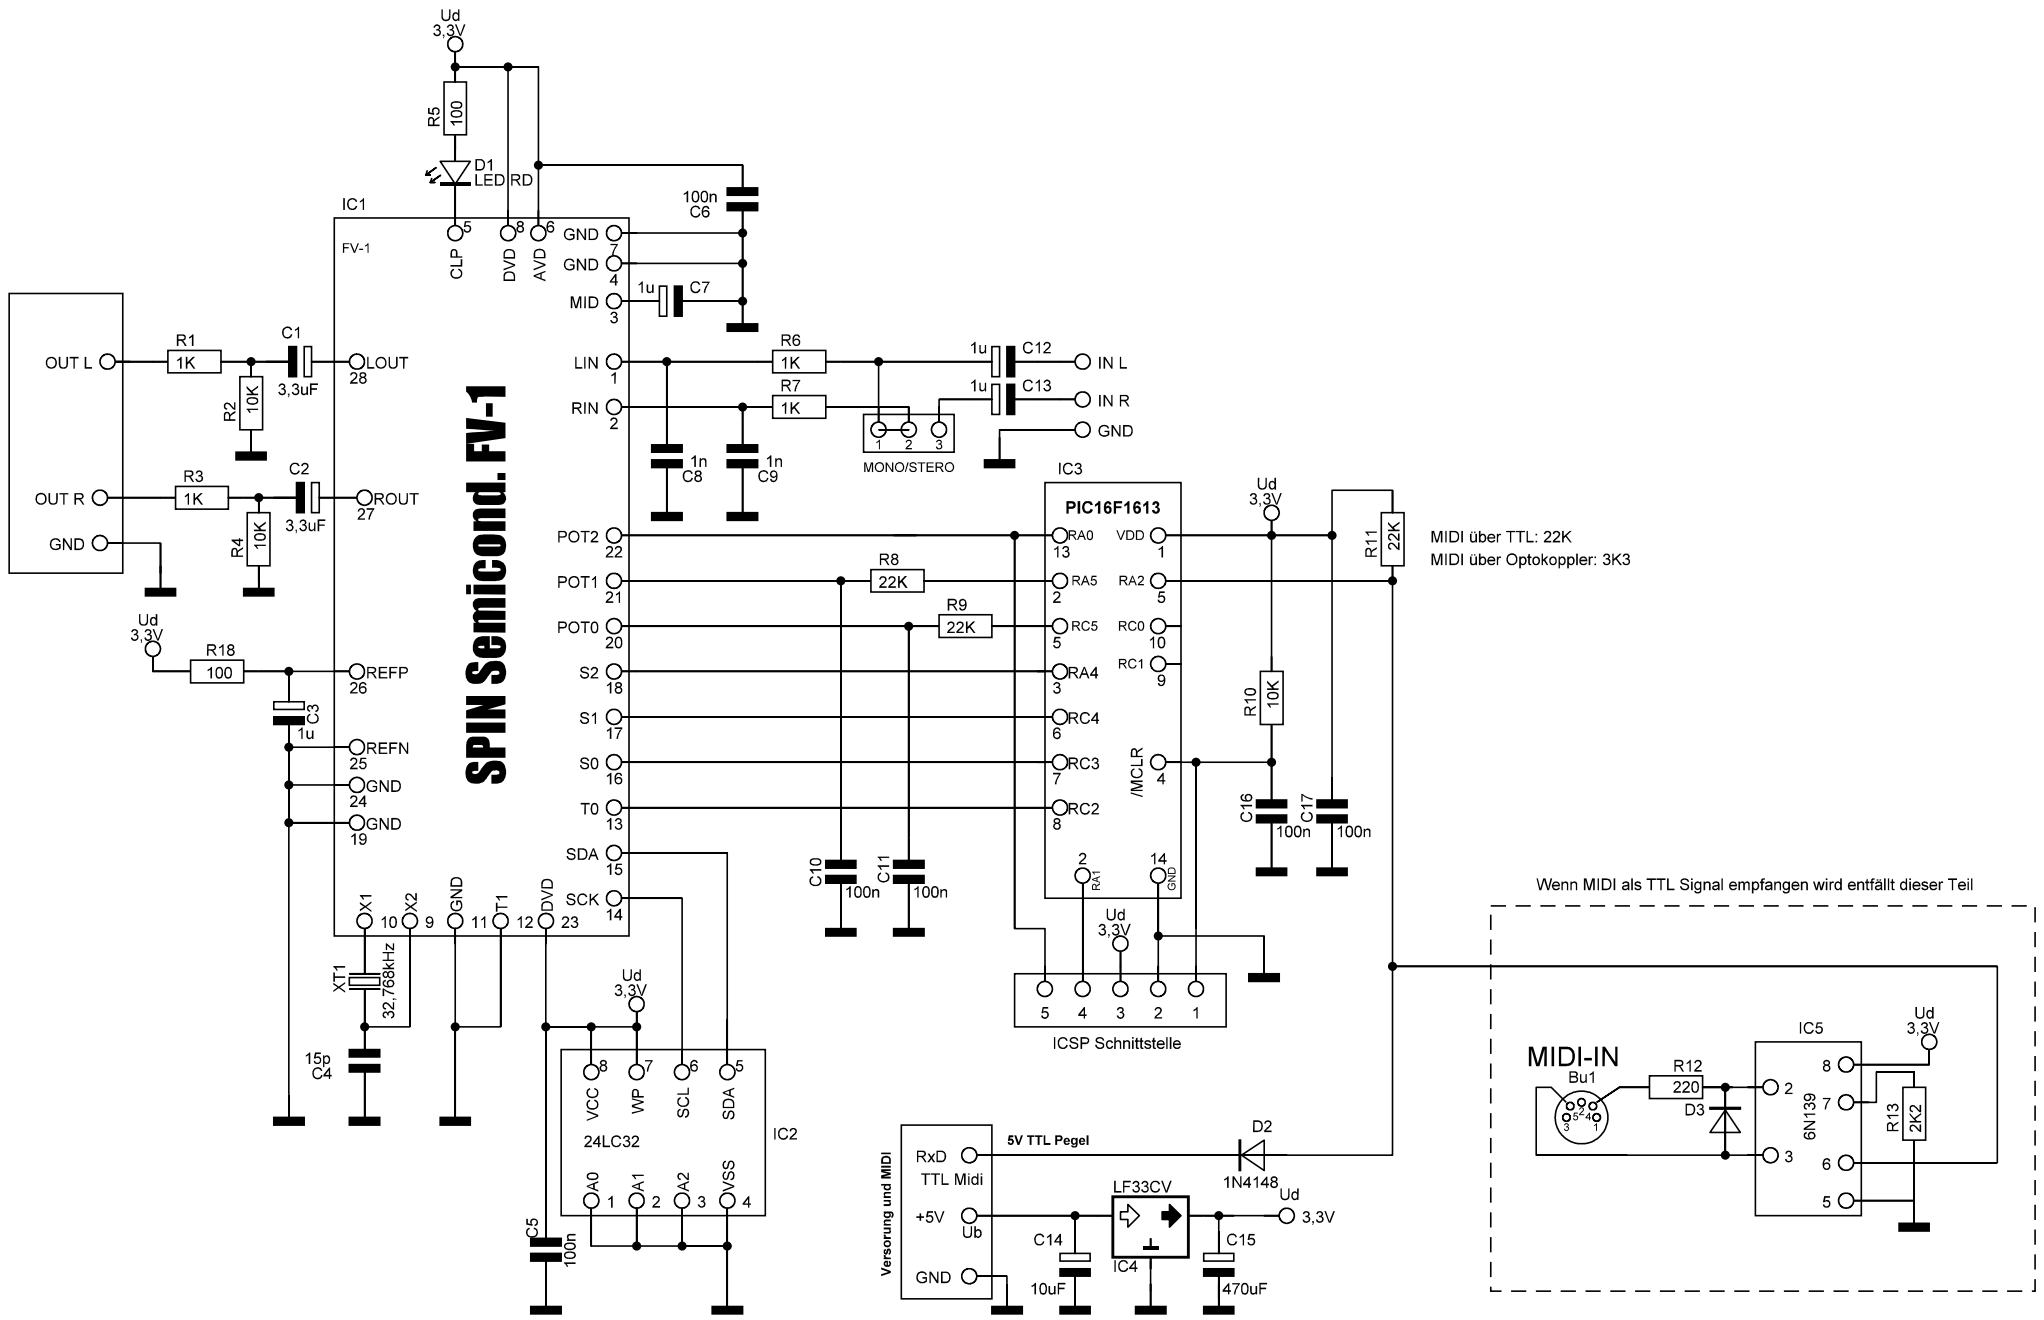 Ud
3,3V
R5
100
D1
LED RD
100n
C6
IC1
FV-1
5
8
6
CLP
DVD
AVD
GND
7
GND
4
MID
3
1u
C7
OUT L
R1
1K
C1
3,3uF
R2
10K
LOUT
28
LIN
1
R6
1K
1u
C12
IN L
RIN
2
R7
1K
1u
C13
IN R
GND
1
2
3
MONO/STERO
1n
C8
1n
C9
OUT R
R3
1K
C2
3,3uF
R4
10K
ROUT
27
GND
SPIN Semicond. FV-1
IC3
PIC16F1613
POT2
22
RA0
13
VDD
1
Ud
3,3V
R11
22K
MIDI über TTL: 22K
MIDI über Optokoppler: 3K3
POT1
21
R8
22K
RA5
2
RA2
5
POT0
20
R9
22K
RC5
5
RC0
10
RC1
9
Ud
3,3V
R18
100
REFP
26
C3
1u
S2
18
RA4
3
R10
10K
S1
17
RC4
6
REFN
25
S0
16
RC3
7
/MCLR
4
GND
24
GND
19
T0
13
RC2
8
C16
100n
C17
100n
SDA
15
SCK
14
C10
100n
C11
100n
2
RA1
14
GND
X1
10
X2
9
GND
11
T1
12
DVD
23
XT1
32,768kHz
15p
C4
Ud
3,3V
5
4
3
2
1
ICSP Schnittstelle
Ud
3,3V
8
7
6
5
VCC
WP
SCL
SDA
24LC32
IC2
A0
A1
A2
VSS
1
2
3
4
C5
100n
Wenn MIDI als TTL Signal empfangen wird entfällt dieser Teil
MIDI-IN
Bu1
5
2
4
3
1
R12
220
D3
IC5
6N139
2
3
8
7
6
5
Ud
3,3V
R13
2K2
Versorung und MIDI
RxD
TTL Midi
+5V
Ub
GND
5V TTL Pegel
D2
1N4148
LF33CV
IC4
C14
10uF
C15
470uF
Ud
3,3V